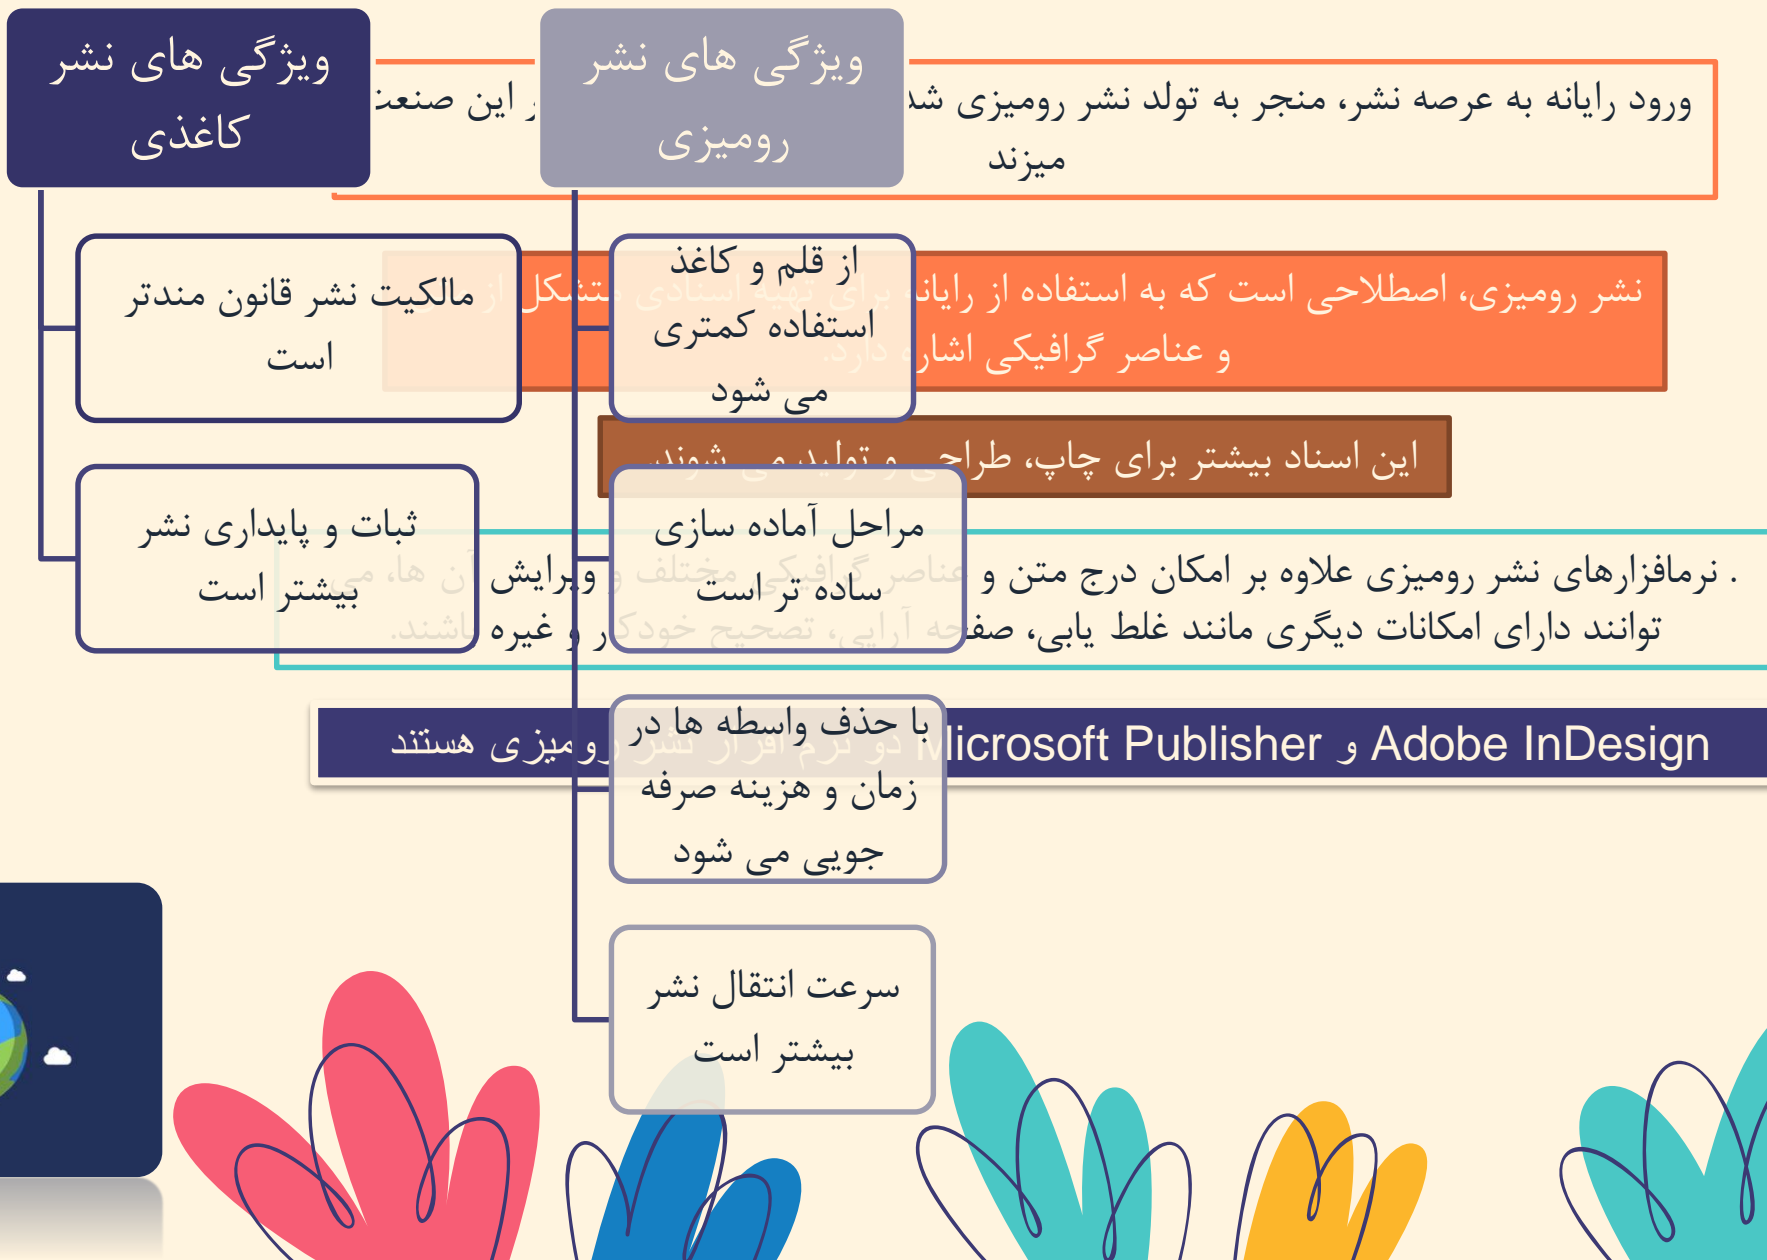 ویژگی های نشر
کاغذی
مالکیت نشر قانون مندتر
است
ثبات و پایداری نشر
بیشتر است
ویژگی های نشر
رومیزی
از قلم و کاغذ
استفاده کمتری
می شود
مراحل آماده سازی
ساده تر است
با حذف واسطه ها در
زمان و هزینه صرفه
جویی می شود
سرعت انتقال نشر
بیشتر است
ورود رایانه به عرصه نشر، منجر به تولد نشر رومیزی این صنعت
میزند
نشر رومیزی، اصطلاحی است که به استفاده از رایانه برای تهیه اسنادی متشکل از
و عناصر گرافیکی اشاره دارد.
این اسناد بیشتر برای چاپ، طراحی و تولید می شوند.
. نرمافزارهای نشر رومیزی علاوه بر امکان درج متن و عناصر گرافیکی مختلف و ویرایش آن ها، می
توانند دارای امکانات دیگری مانند غلط یابی، صفحه آرایی، تصحیح خودکار و غیره باشند.
Adobe InDesign و Microsoft Publisher دو نرم افزار نشر رومیزی هستند